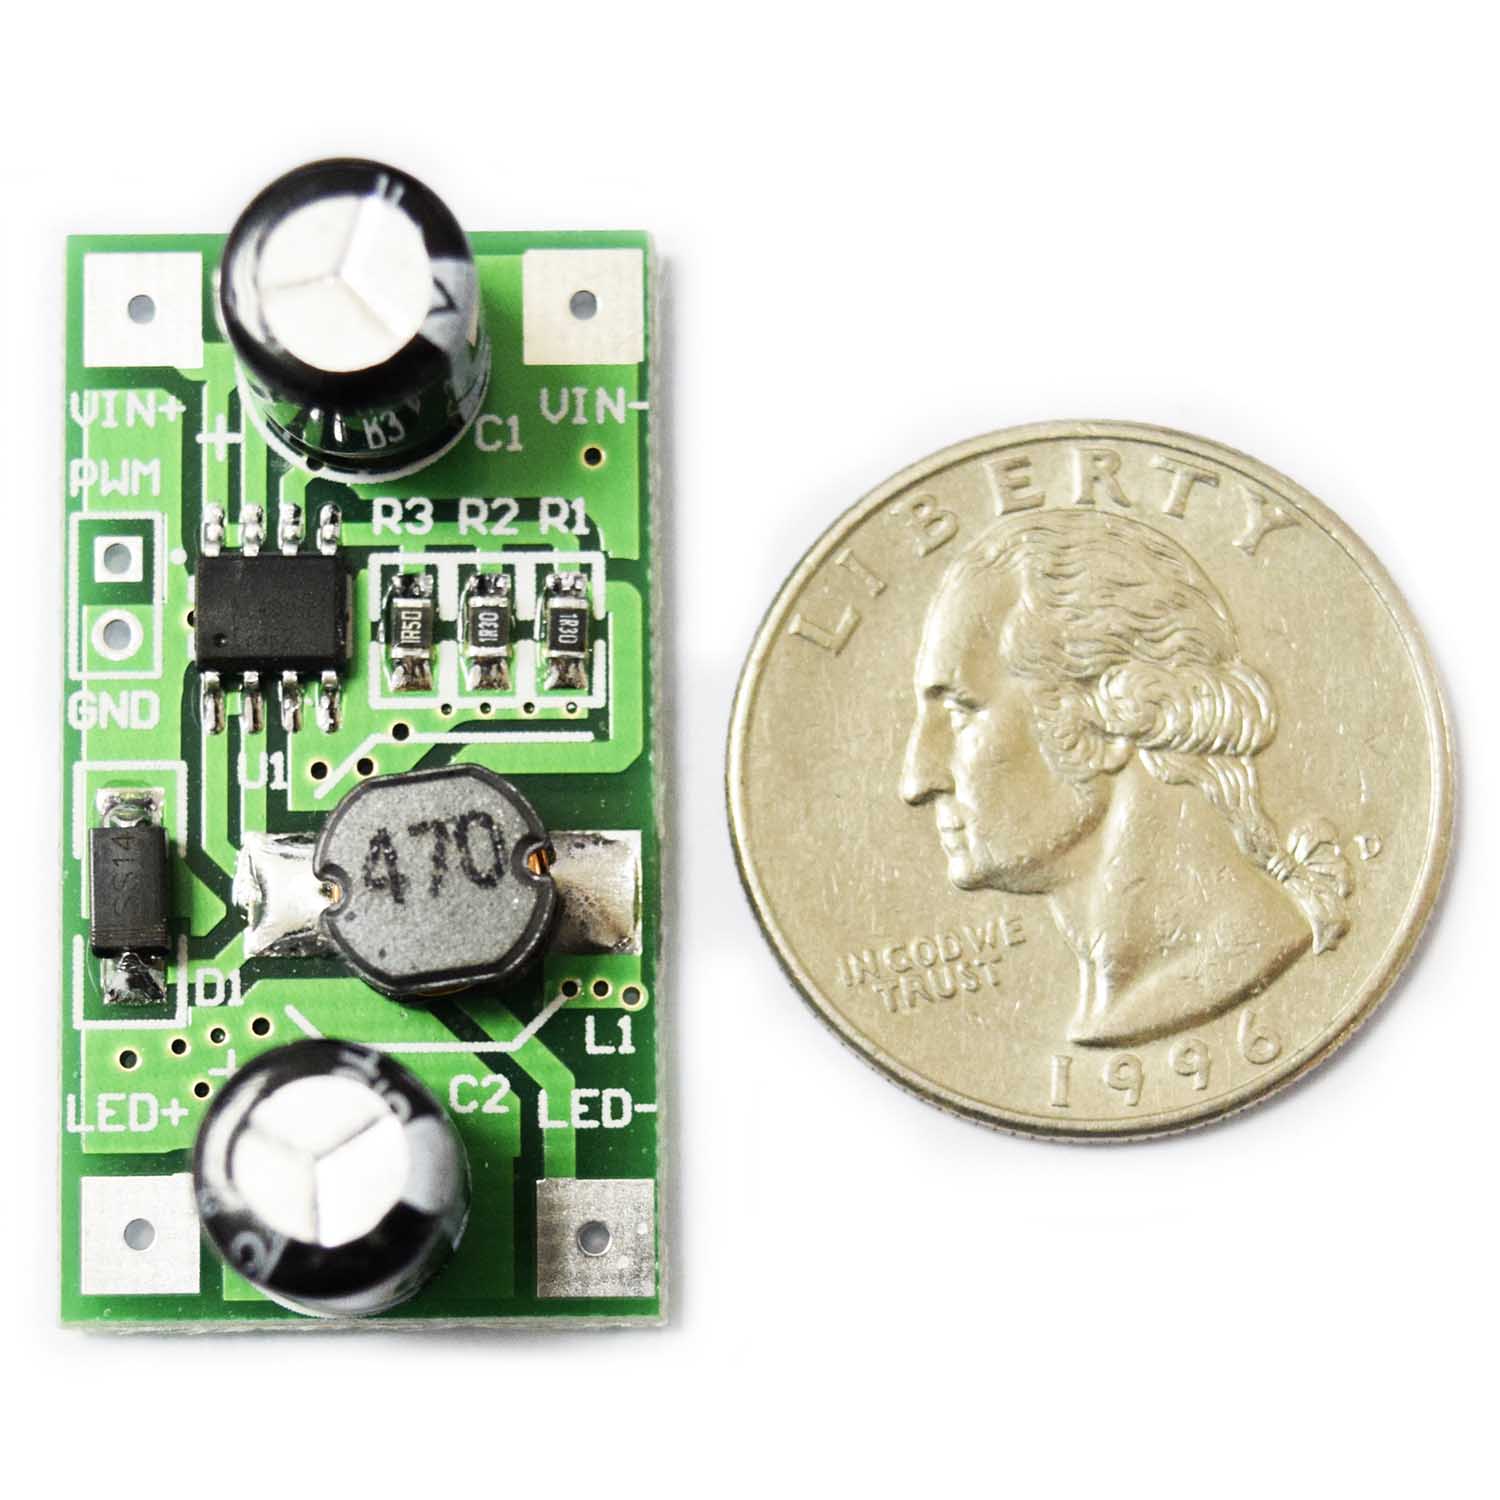 C1
VIN+
VIN-
+
PWM
R3 R2 R1
1R50
1R30
1R30
GND
U1
470
SS14
D1
L1
C2
LED+
LED-
LIBERTY
IN GOD WE
TRUST
D
1996